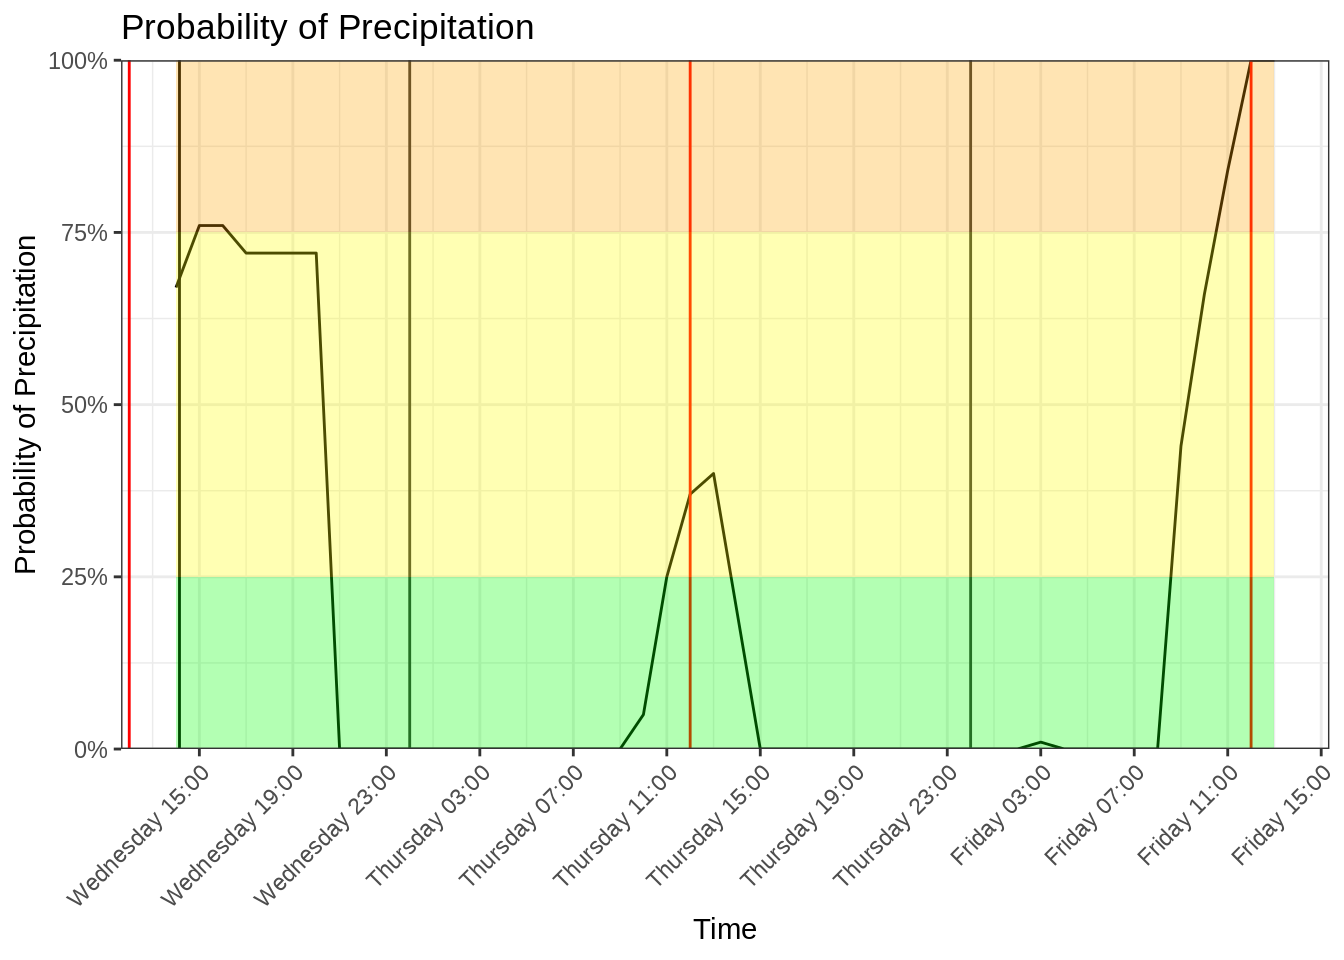 Probability of Precipitation
Probability of Precipitation
100%
75%
50%
25%
0%
Wednesday 15:00
Wednesday 19:00
Wednesday 23:00
Thursday 03:00
Thursday 07:00
Thursday 11:00
Thursday 15:00
Thursday 19:00
Thursday 23:00
Friday 03:00
Friday 07:00
Friday 11:00
Friday 15:00
Time